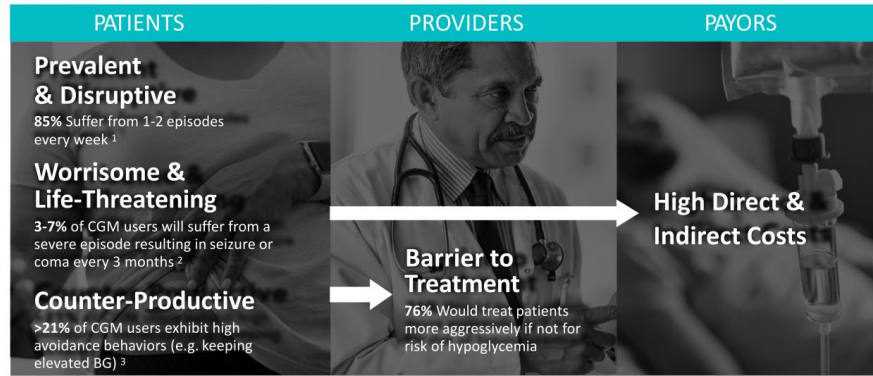 PATIENTS
Prevalent
& Disruptive
85% Suffer from 1-2 episodes
every week 1
Worrisome &
Life-Threatening
3-7% of CGM users will suffer from a
severe episode resulting in seizure or
coma every 3 months 2
Counter-Productive
>21% of CGM users exhibit high
avoidance behaviors (e.g. keeping
elevated BG) 3
PROVIDERS
Barrier to
Treatment
76% Would treat patients
more aggressively if not for
risk of hypoglycemia
PAYORS
High Direct &
Indirect Costs